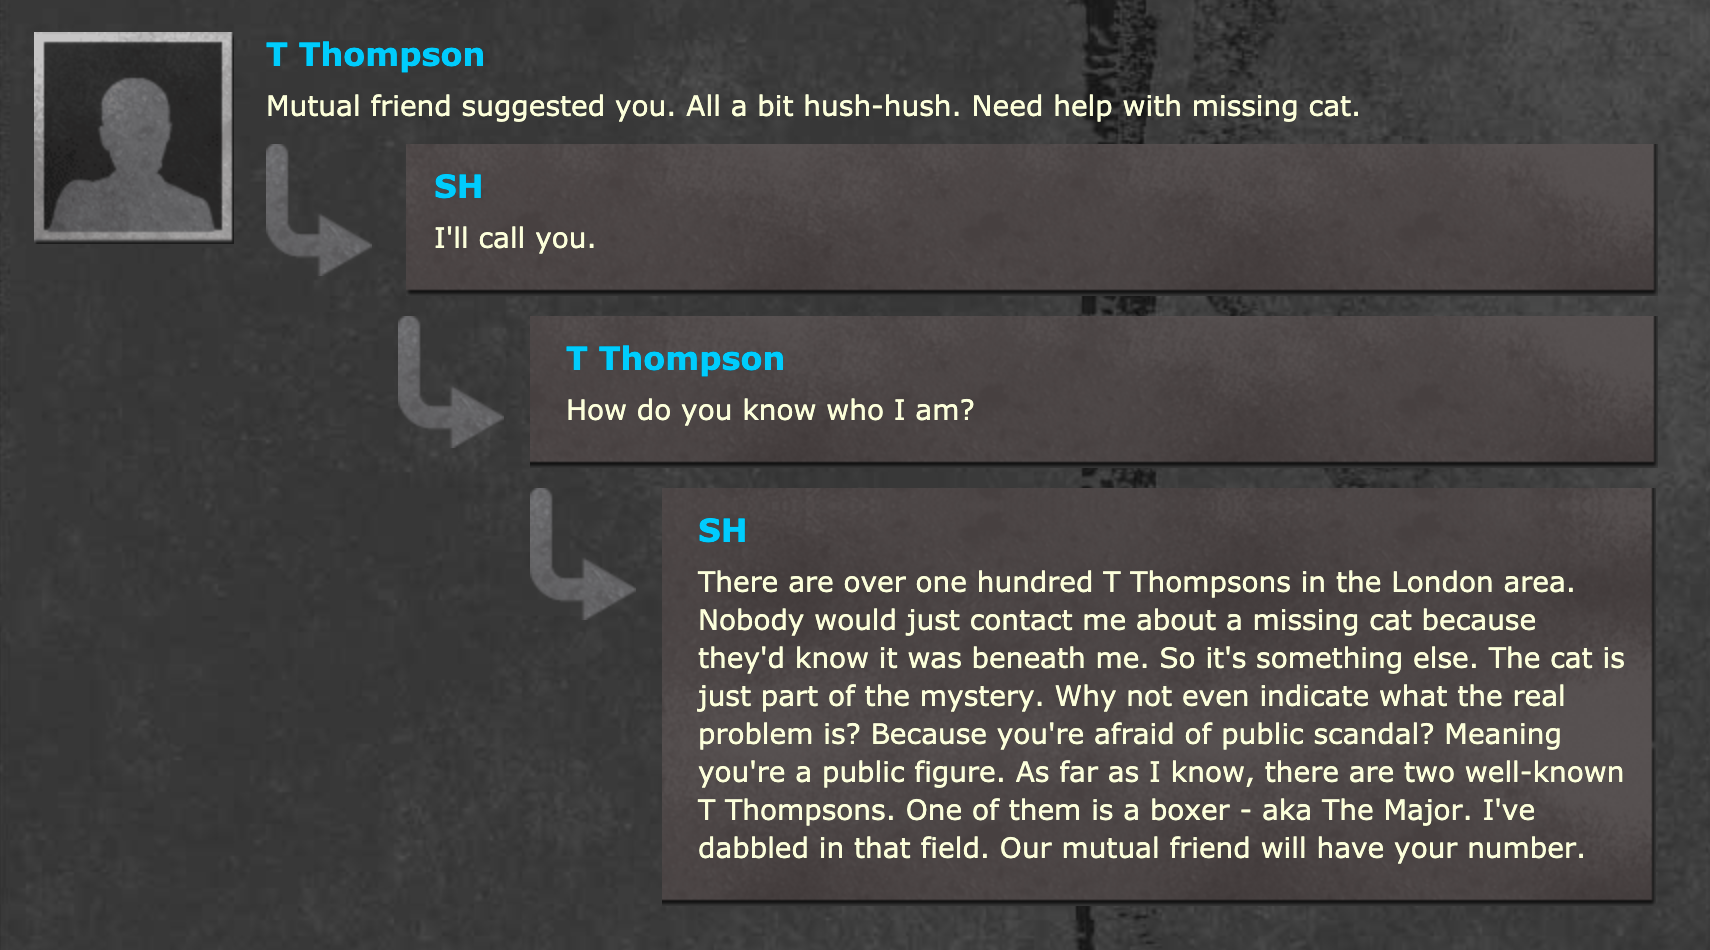 T Thompson
Mutual friend suggested you. All a bit hush-hush. Need help with missing cat.
SH
I'll call you.
T Thompson
How do you know who I am?
SH
There are over one hundred T Thompsons in the London area.
Nobody would just contact me about a missing cat because
they'd know it was beneath me. So it's something else. The cat is
just part of the mystery. Why not even indicate what the real
problem is? Because you're afraid of public scandal? Meaning
you're a public figure. As far as I know, there are two well-known
T Thompsons. One of them is a boxer - aka The Major. I've
dabbled in that field. Our mutual friend will have your number.